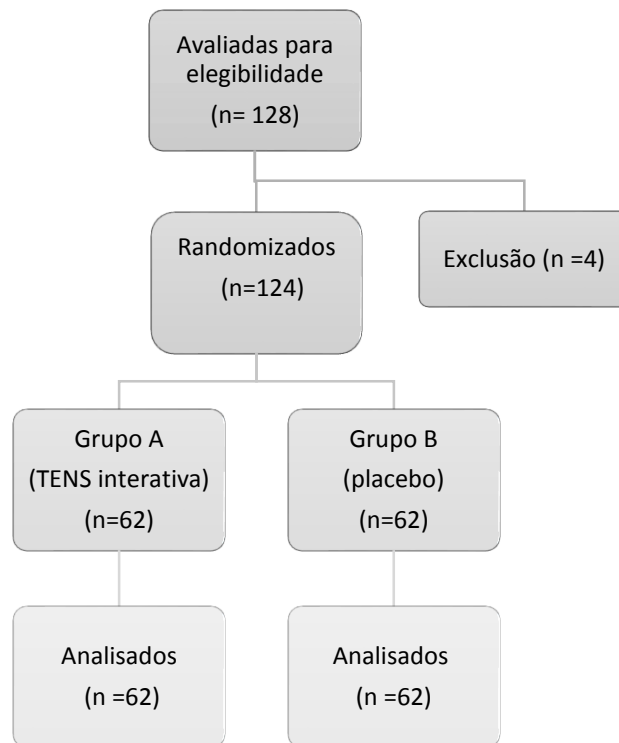 Avaliadas para
elegibilidade
(n= 128)
Randomizados
(n=124)
Exclusão (n =4)
Grupo A
(TENS interativa)
(n=62)
Grupo B
(placebo)
(n=62)
Analisados
(n =62)
Analisados
(n =62)